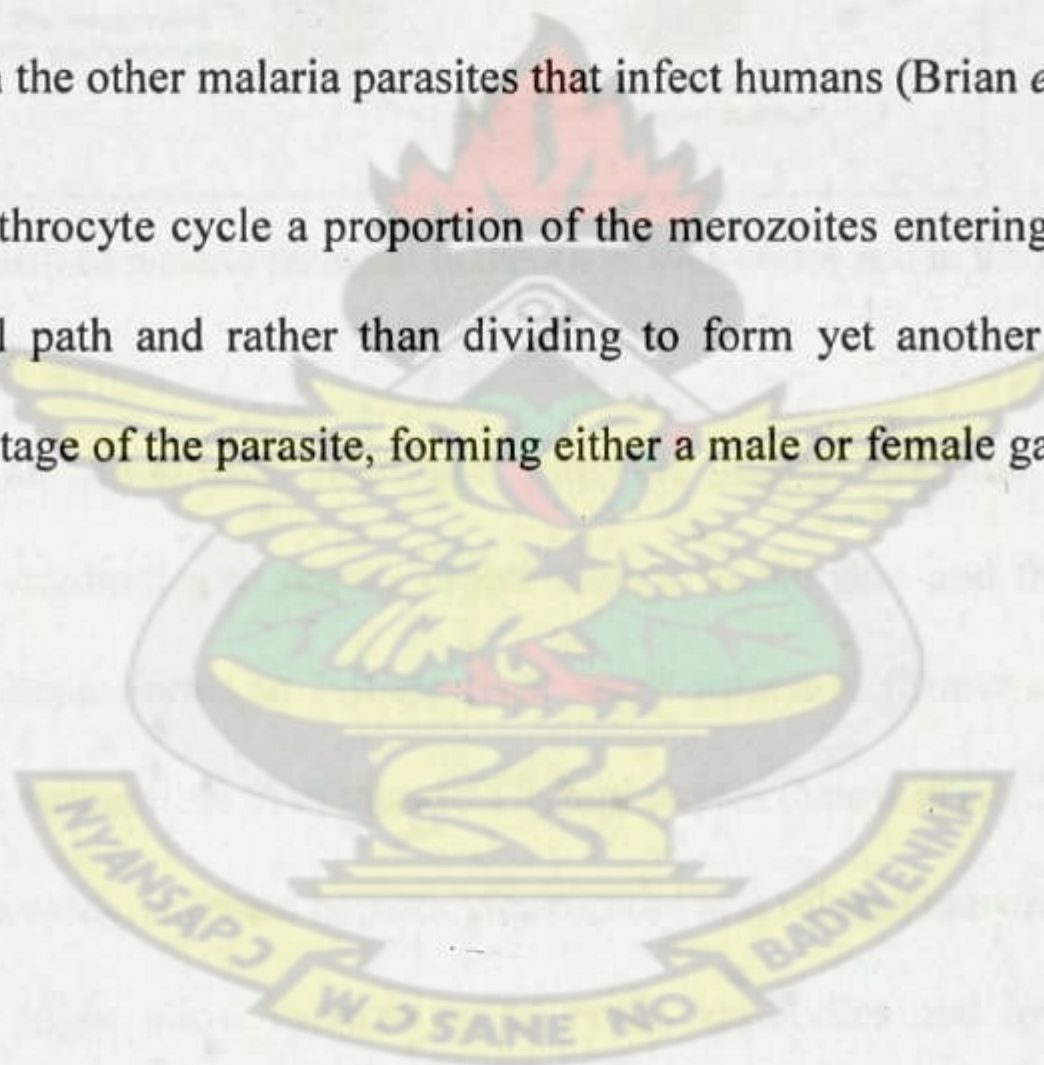 the other malaria parasites that infect humans (Brian e
throcyte cycle a proportion of the merozoites entering
path and rather than dividing to form yet another
tage of the parasite, forming either a male or female ga
and
NYANSAPƆ
WƆSANE NO
BADWENMA